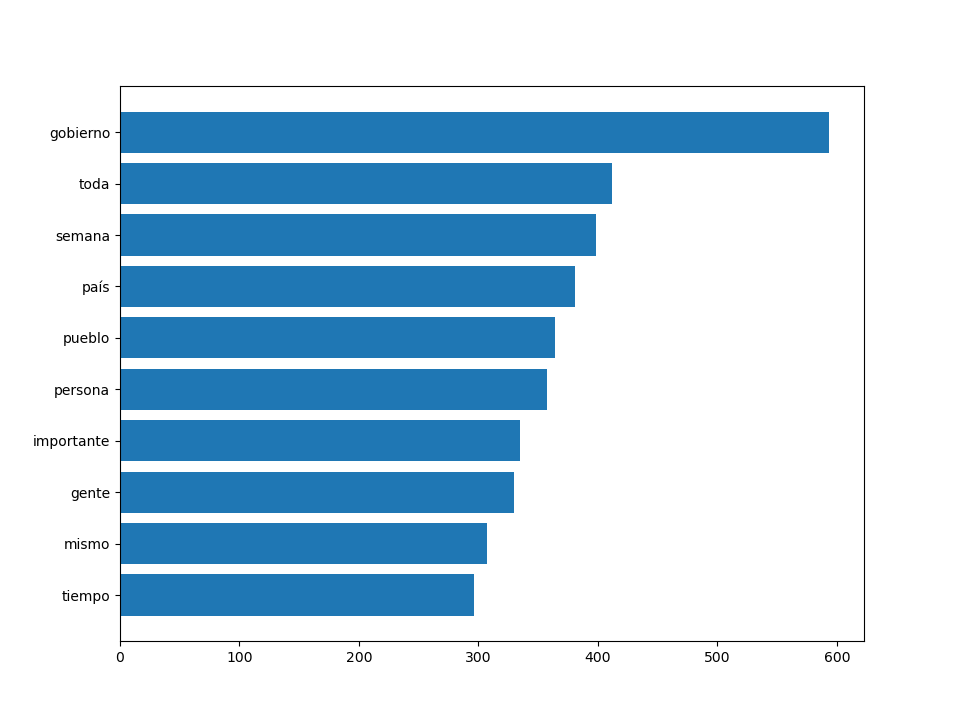 gobierno
toda
semana
país
pueblo
persona
importante
gente
mismo
tiempo
0 100 200 300 400 500 600